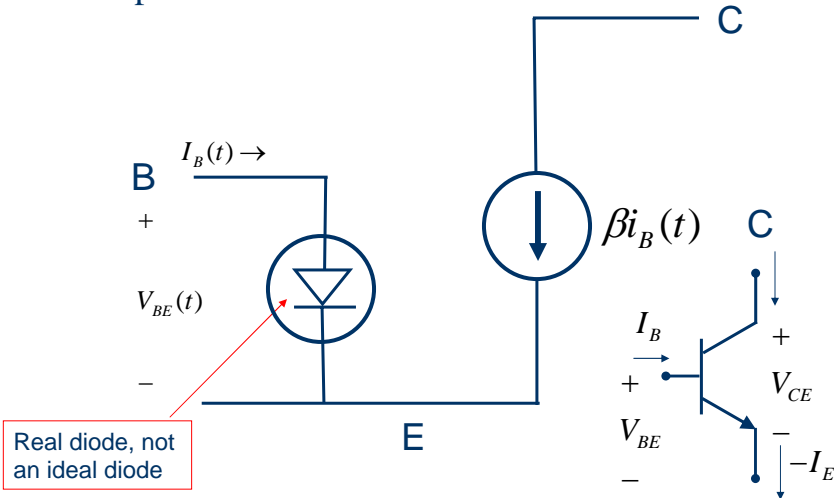 C
I_B(t) →
B
+
V_BE(t)
−
βi_B(t)
C
I_B
+
+
V_CE
V_BE
−
−
−I_E
E
Real diode, not
an ideal diode